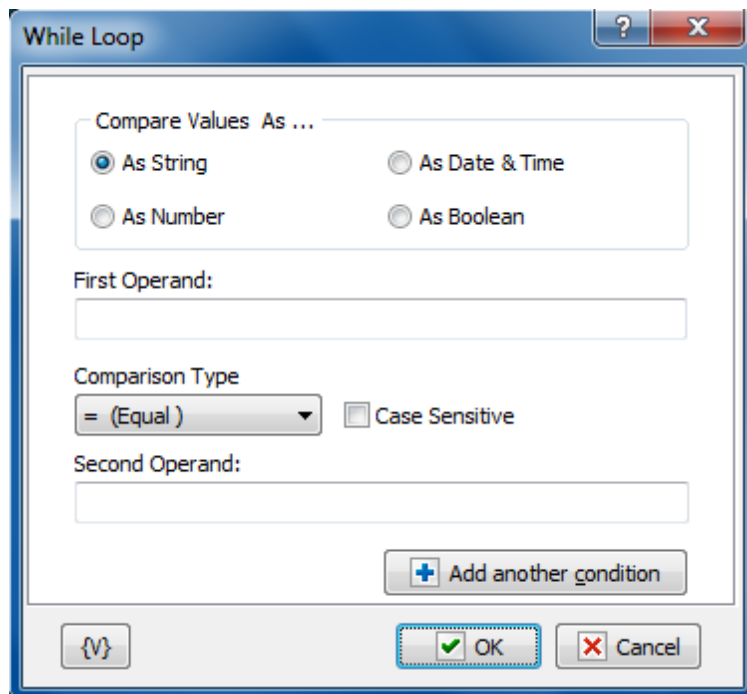 While Loop
?
X
Compare Values As ...
As String
As Date & Time
As Number
As Boolean
First Operand:
Comparison Type
= (Equal )
Case Sensitive
Second Operand:
Add another condition
{V}
OK
Cancel